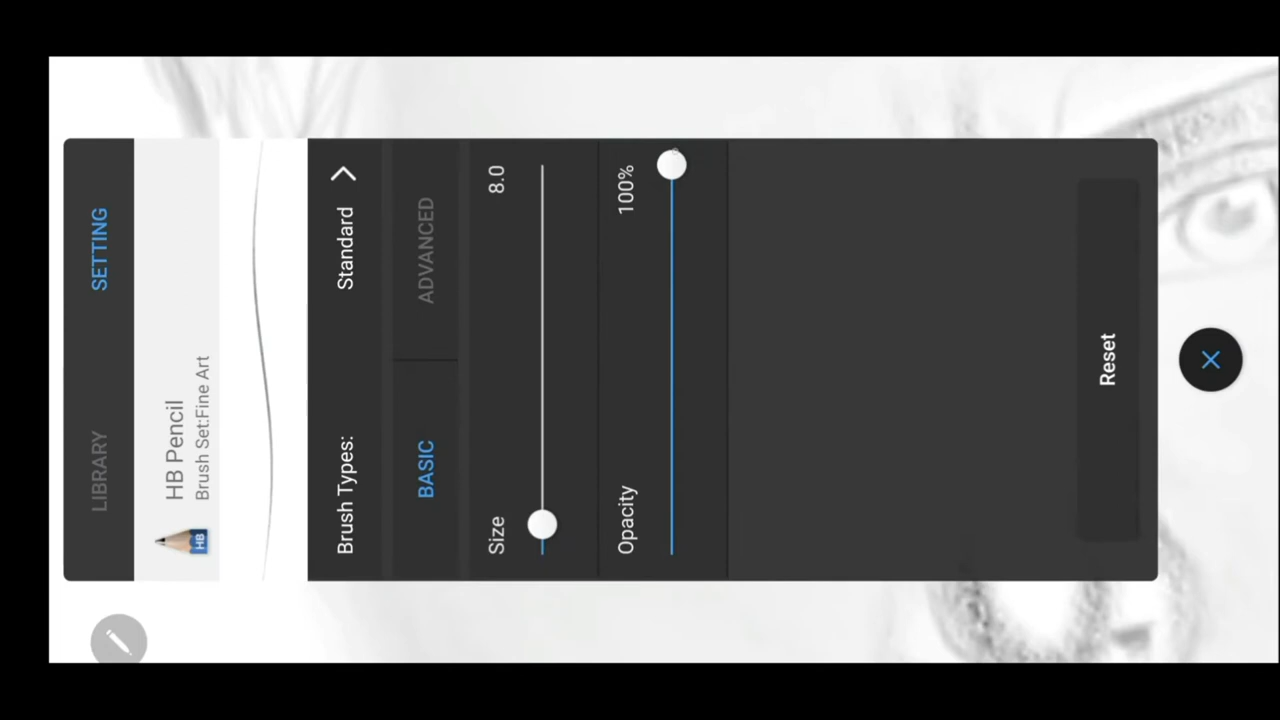 LIBRARY SETTING
HB Pencil
Brush Set:Fine Art
HB
Brush Types: Standard
BASIC ADVANCED
Size 8.0
Opacity 100%
Reset